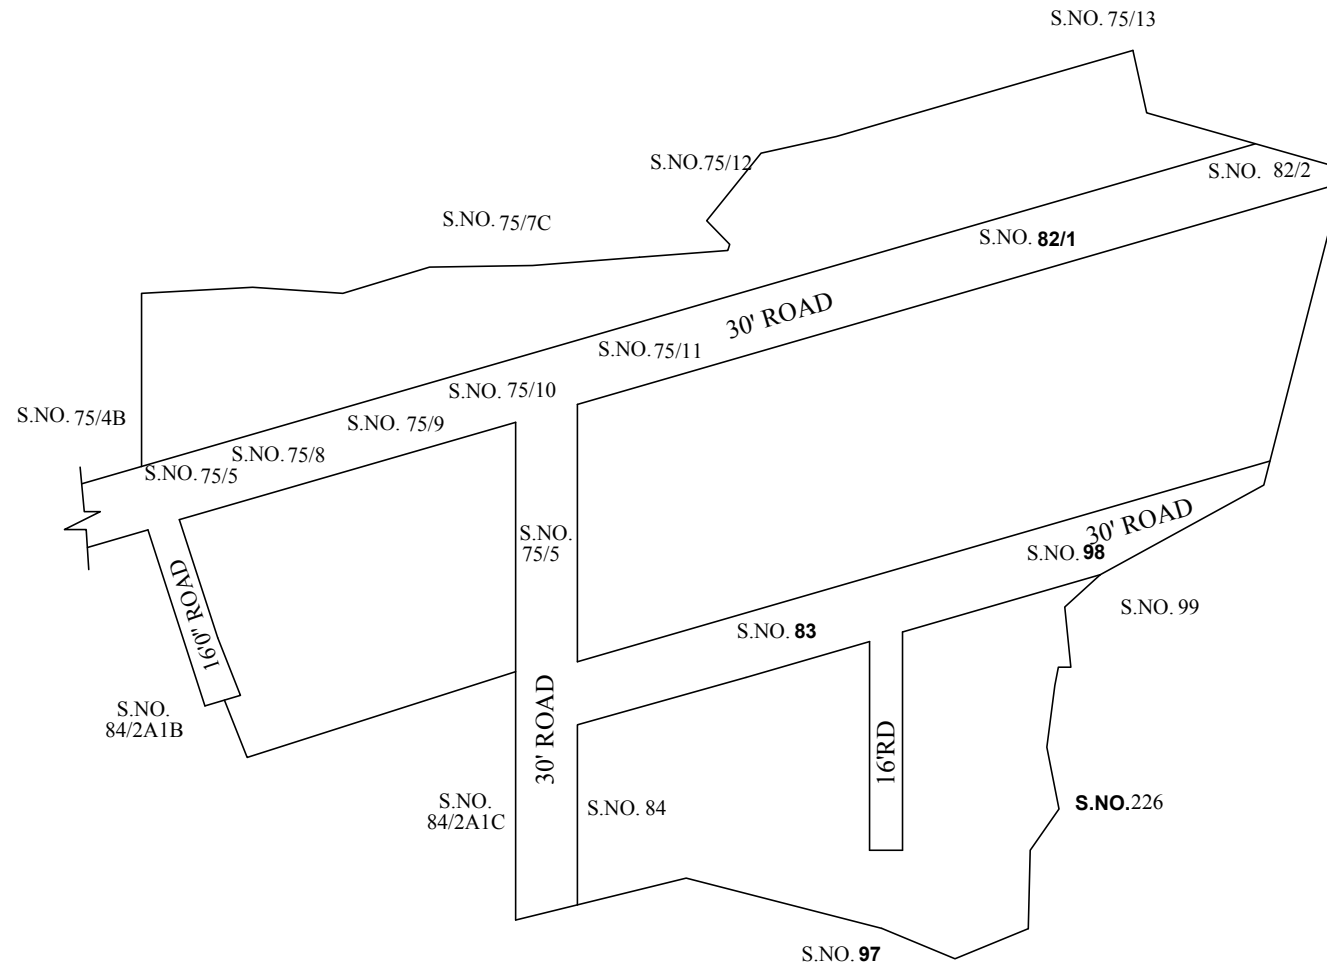 S.NO. 75/13
S.NO. 75/12
S.NO. 82/2
S.NO. 75/7C
S.NO. 82/1
30' ROAD
S.NO. 75/11
S.NO. 75/10
S.NO. 75/4B
S.NO. 75/9
S.NO. 75/8
S.NO. 75/5
30' ROAD
S.NO.
75/5
S.NO. 98
16'0" ROAD
S.NO. 99
S.NO. 83
S.NO.
84/2A1B
30' ROAD
16'RD
S.NO.
84/2A1C
S.NO. 84
S.NO.226
S.NO. 97